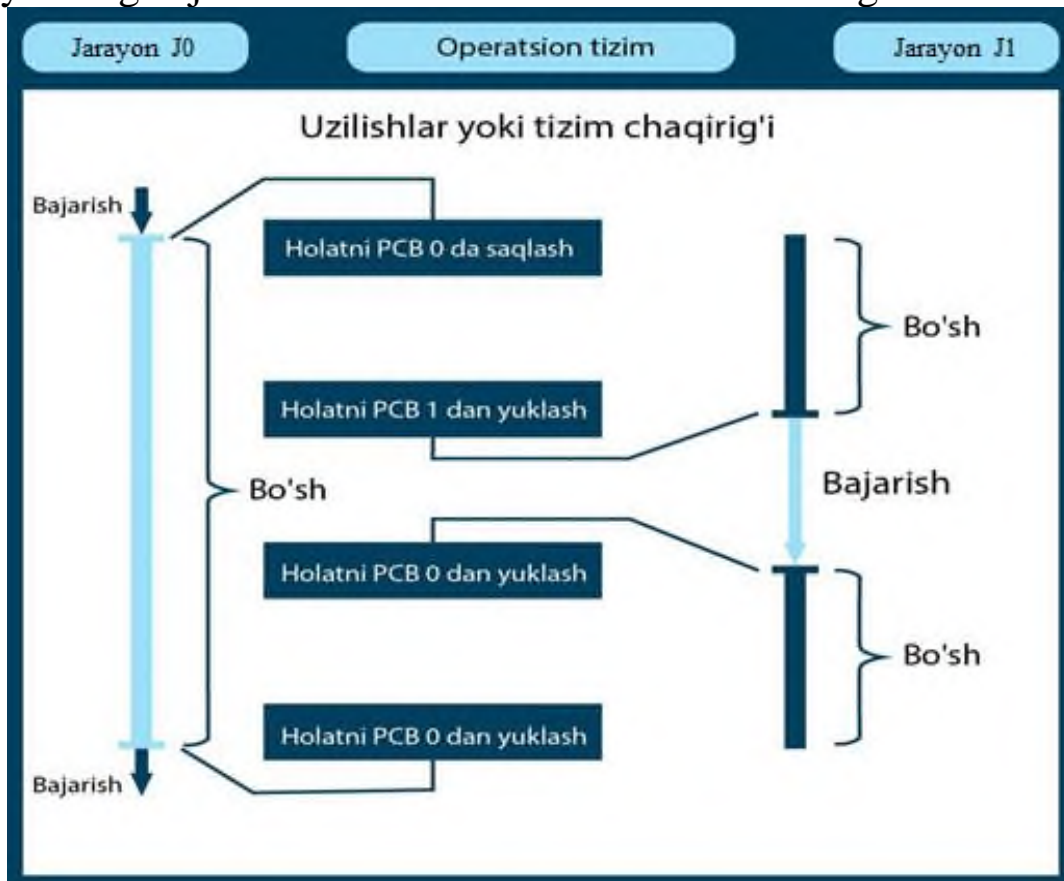 Jarayon J0
Operatsion tizim
Jarayon J1
Uzilishlar yoki tizim chaqirig'i
Bajarish
Holatni PCB 0 da saqlash
Bo'sh
Holatni PCB 1 dan yuklash
Bo'sh
Bajarish
Holatni PCB 0 dan yuklash
Bo'sh
Holatni PCB 0 dan yuklash
Bajarish